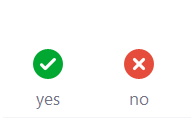 yes no